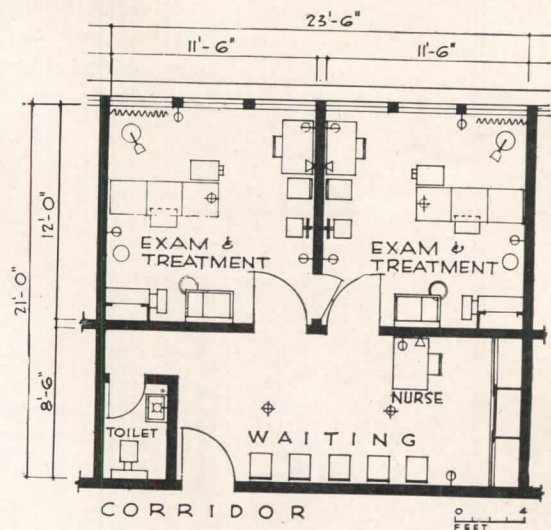 23'-6"
11'-6"
11'-6"
21'-0"
12'-0"
8'-6"
EXAM &
TREATMENT
EXAM &
TREATMENT
NURSE
TOILET
WAITING
CORRIDOR
0 4
FEET